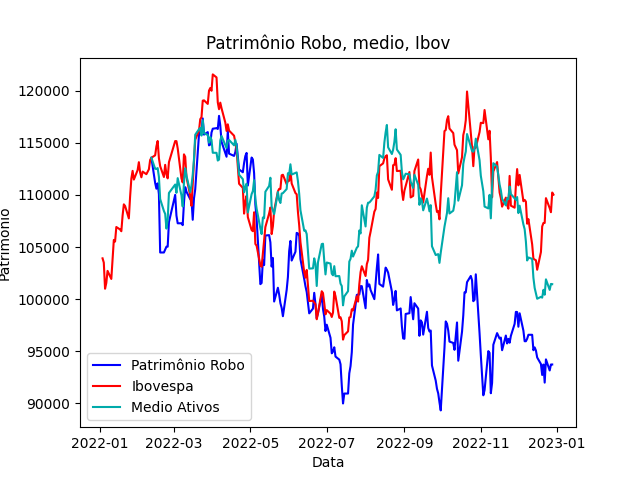 Patrimônio Robo, medio, Ibov
120000
115000
110000
105000
100000
95000
90000
Patrimonio
Patrimônio Robo
Ibovespa
Medio Ativos
2022-01 2022-03 2022-05 2022-07 2022-09 2022-11 2023-01
Data